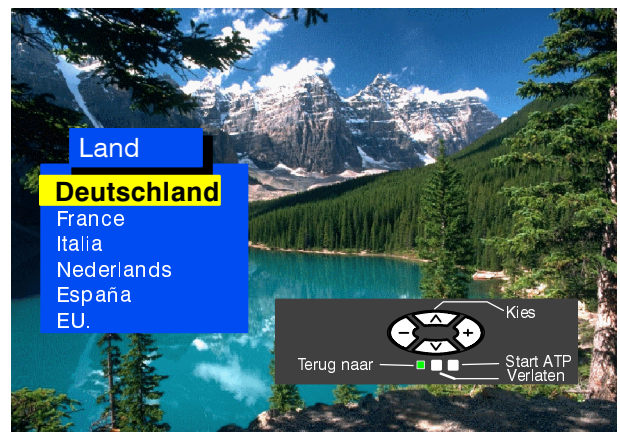 Land
Deutschland
France
Italia
Nederlands
España
EU.
Kies
Terug naar
Start ATP
Verlaten